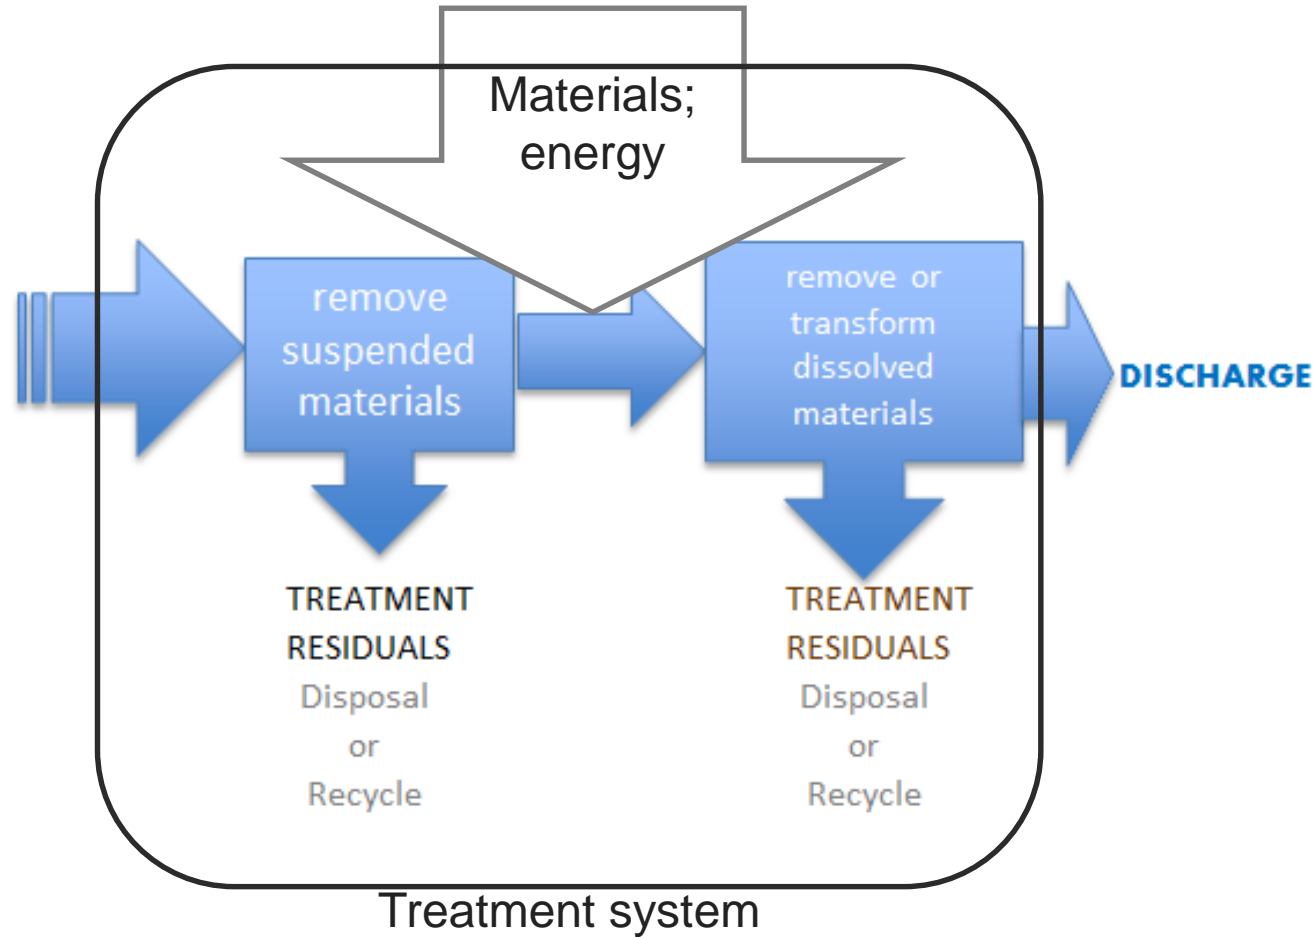 Materials;
energy
remove
suspended
materials
remove or
transform
dissolved
materials
DISCHARGE
TREATMENT
RESIDUALS
Disposal
or
Recycle
TREATMENT
RESIDUALS
Disposal
or
Recycle
Treatment system